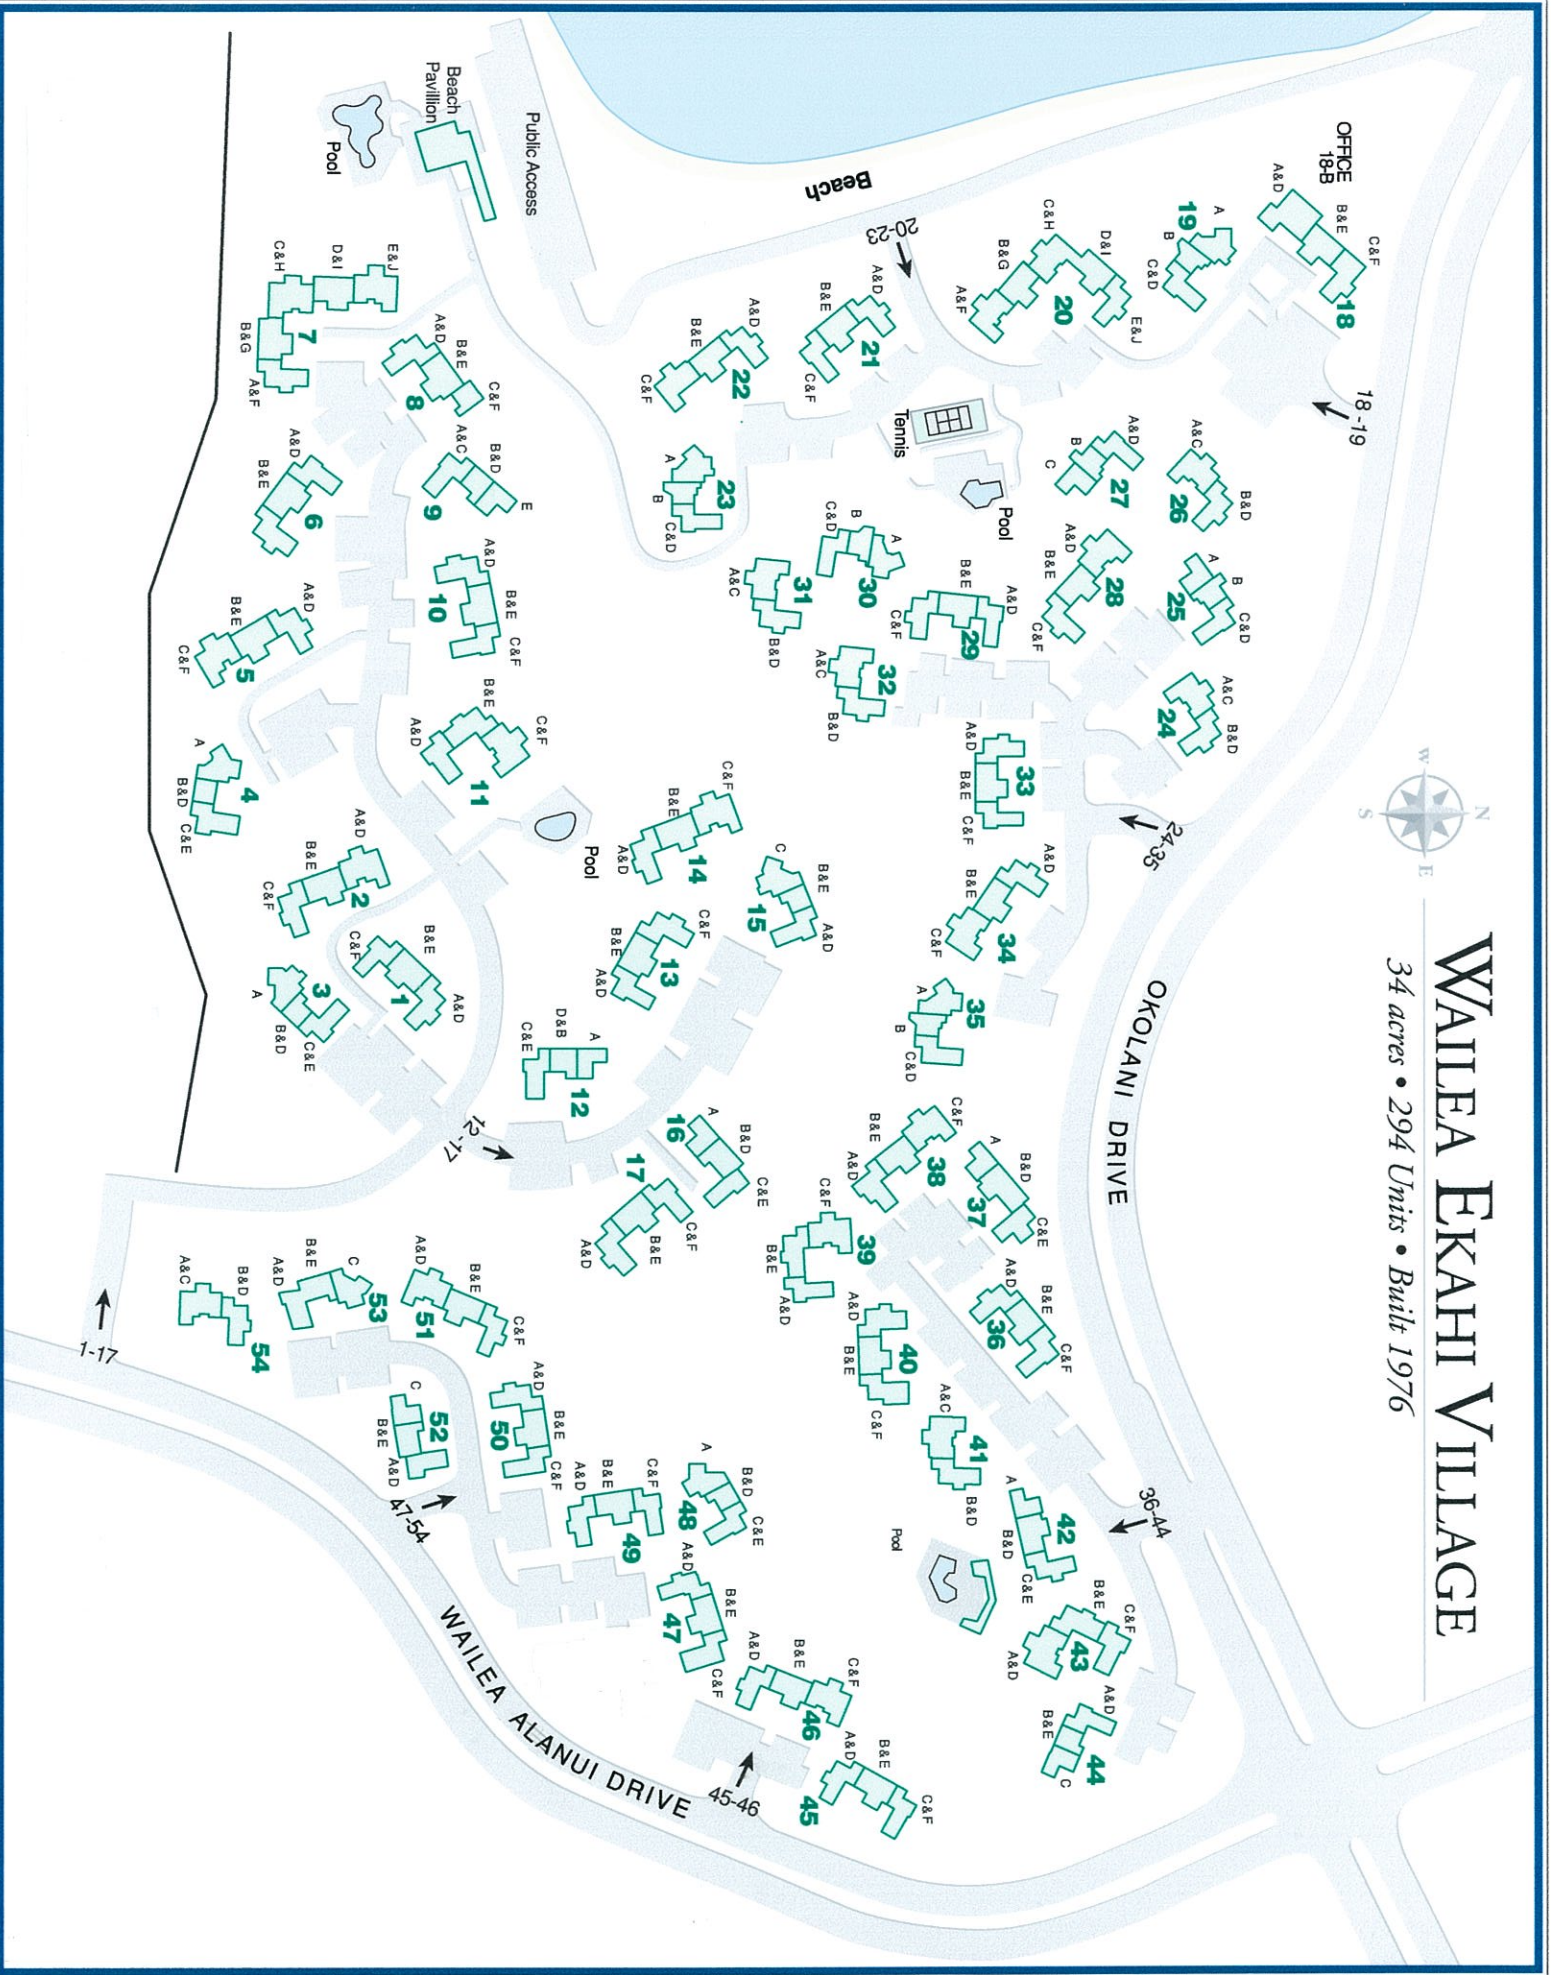 WAILEA EKAHI VILLAGE
34 acres • 294 Units • Built 1976
N
W
E
S
OKOLANI DRIVE
WAILEA ALANUI DRIVE
Beach
Public Access
Beach
Pavillion
Pool
OFFICE
18-B
A&D
B&E
C&F
18
A
19
B
C&D
C&H
D&I
B&G
20
A&F
E&J
20-23
18-19
A&D
B&E
21
C&F
A&D
B&E
22
C&F
A
23
B
C&D
Tennis
Pool
A&C
26
B&D
A&D
B
27
C
A&D
B&E
28
C&F
A
B
25
C&D
A&C
24
B&D
A&D
B&E
29
C&F
A
B
30
C&D
A&C
31
B&D
A&C
32
B&D
A&D
33
B&E
C&F
24-35
A&D
B&E
34
C&F
A
35
B
C&D
E&J
D&I
C&H
7
B&G
A&F
A&D
B&E
8
C&F
A&C
B&D
9
E
A&D
B&E
6
A&D
B&E
10
C&F
A&D
B&E
5
C&F
B&E
C&F
A&D
11
Pool
A
4
B&D
C&E
A&D
B&E
2
C&F
B&E
C&F
1
A&D
3
A
B&D
C&E
C&F
B&E
14
A&D
C
B&E
15
A&D
C&F
B&E
13
A&D
A
D&B
C&E
12
12-17
A
16
B&D
C&E
17
C&F
B&E
A&D
C&F
B&E
38
A&D
A
B&D
37
C&E
C&F
39
B&E
A&D
A&D
B&E
36
C&F
A&D
40
B&E
C&F
A&C
41
B&D
36-44
A
42
B&D
C&E
Pool
B&E
C&F
43
A&D
A&D
B&E
44
C
1-17
A&C
B&D
54
C
B&E
53
A&D
A&D
B&E
51
C&F
C
52
B&E
A&D
47-54
A&D
50
B&E
C&F
C&F
B&E
A&D
49
A
B&D
48
C&E
A&D
B&E
47
C&F
C&F
B&E
A&D
46
45-46
A&D
B&E
45
C&F